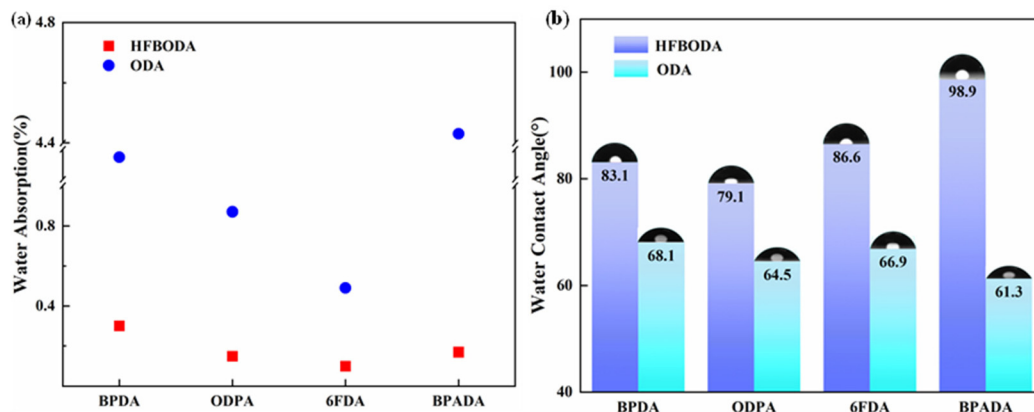 (a)
4.8
HFBODA
ODA
Water Absorption(%)
4.4
0.8
0.4
BPDA ODPA 6FDA BPADA
(b)
HFBODA
ODA
Water Contact Angle(°)
100
80
60
40
83.1
68.1
79.1
64.5
86.6
66.9
98.9
61.3
BPDA ODPA 6FDA BPADA